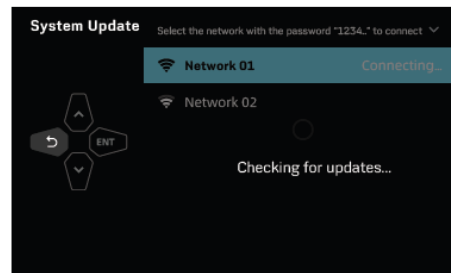 System Update
Select the network with the password "1234.." to connect
Network 01 Connecting...
Network 02
ENT
Checking for updates...